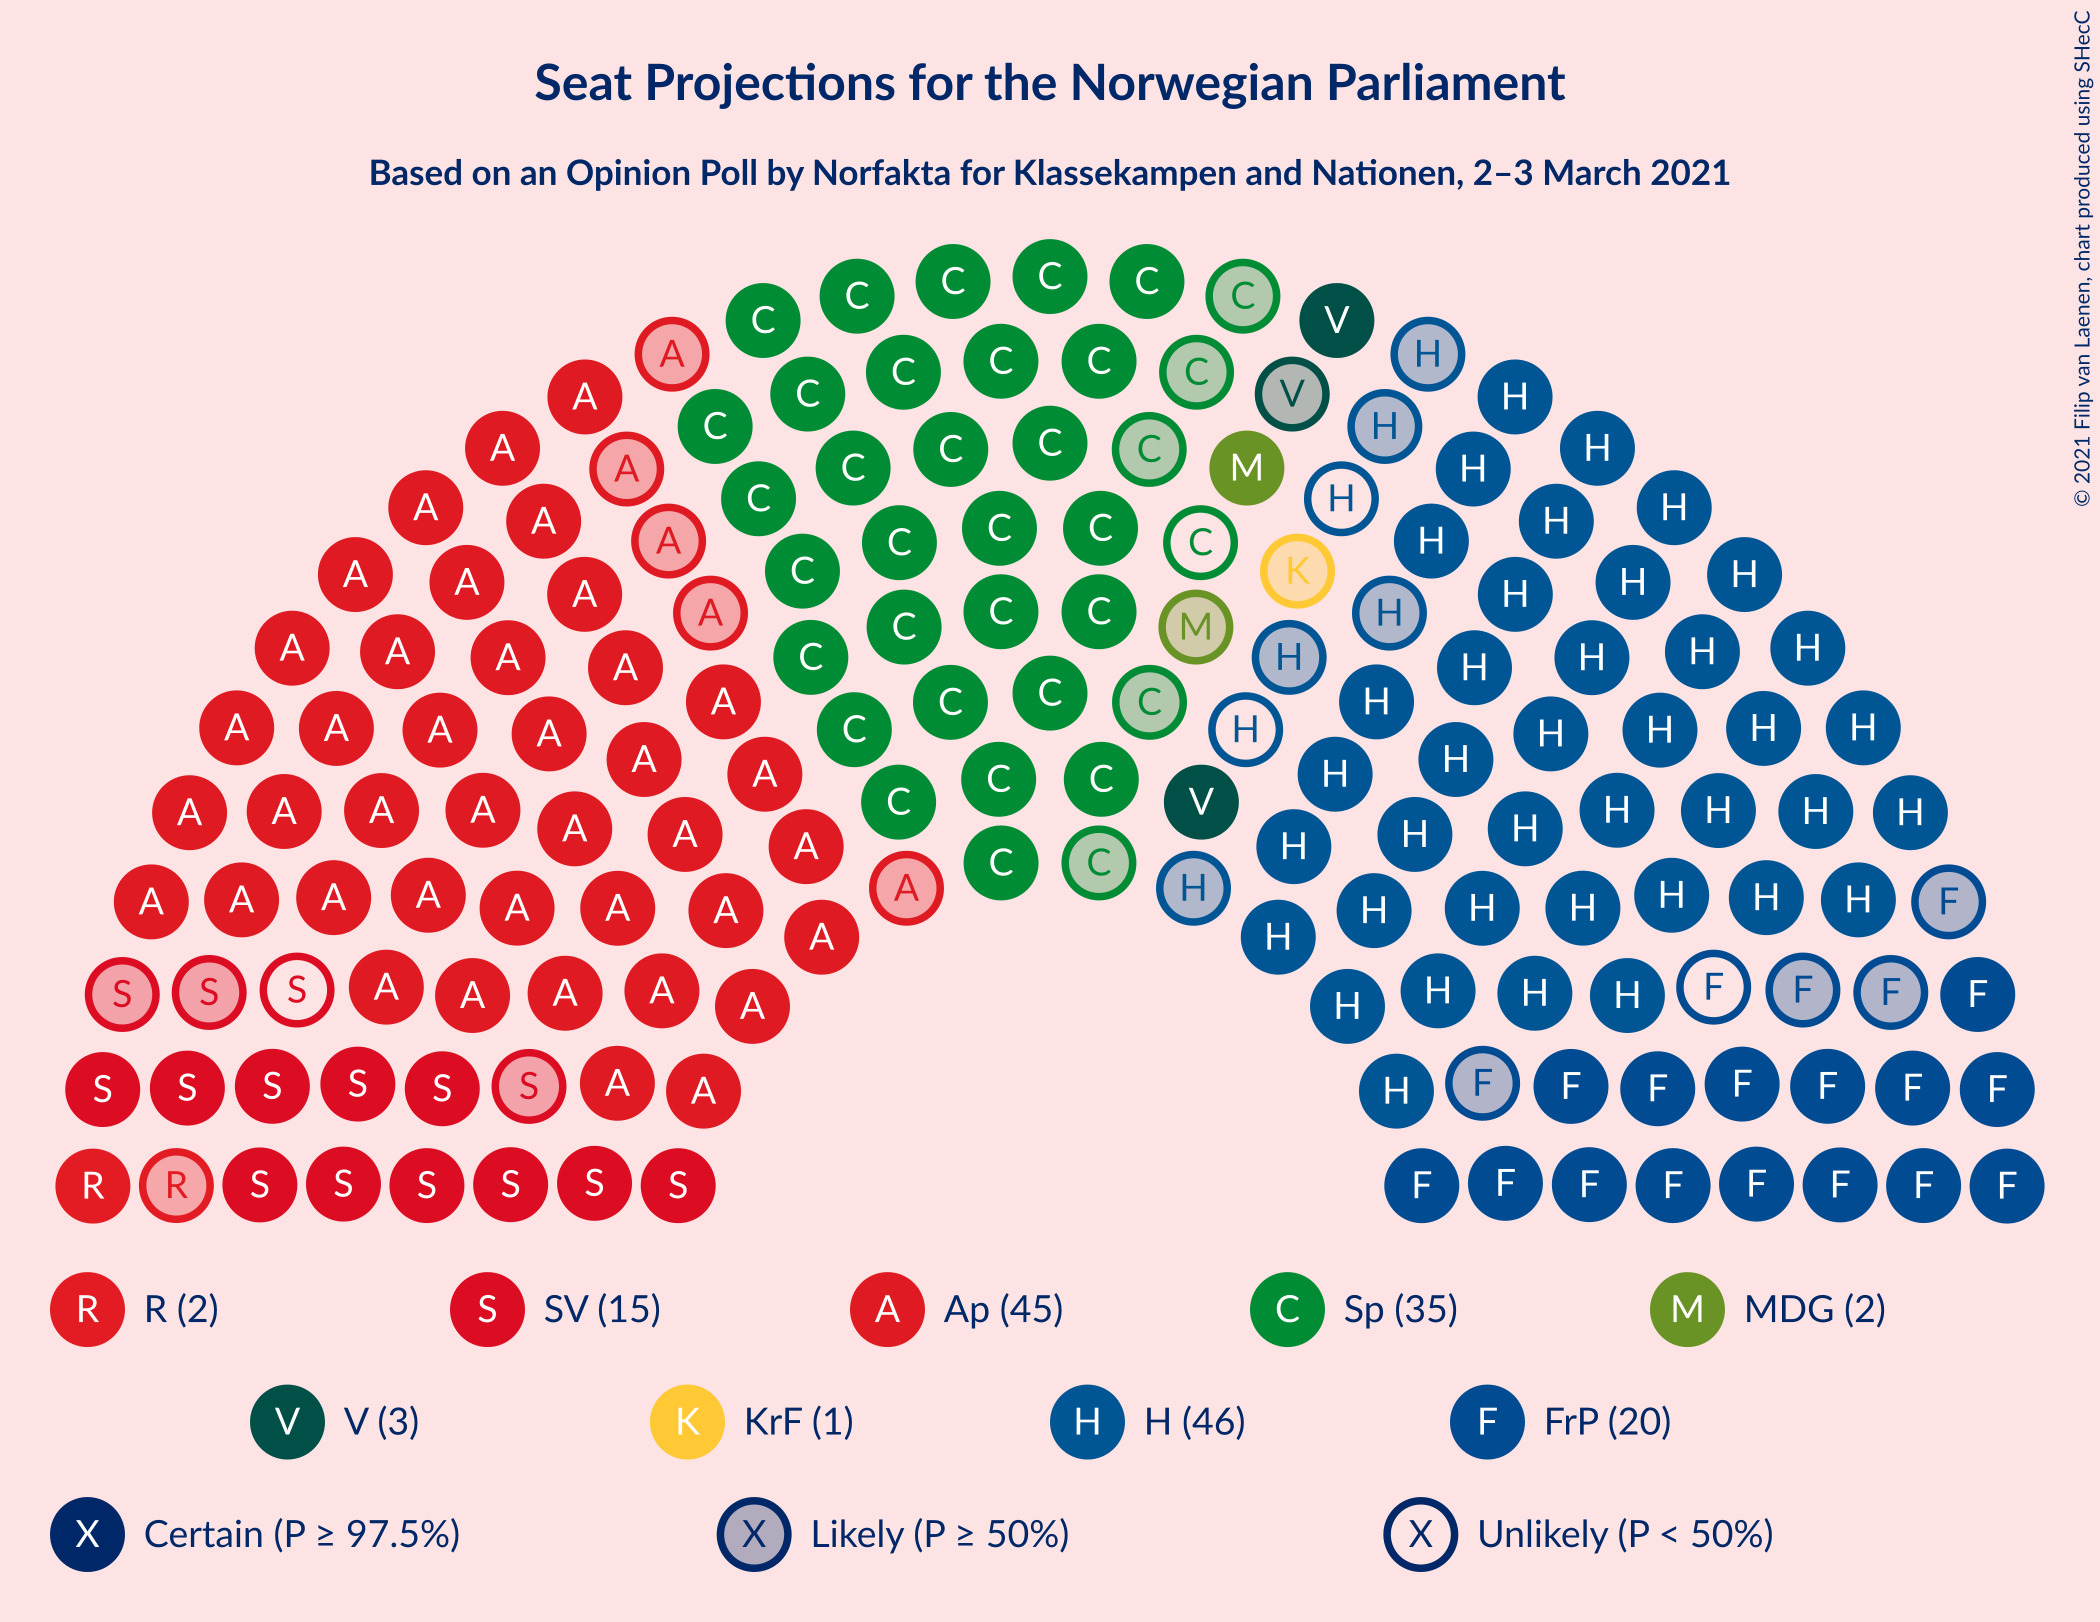 Seat Projections for the Norwegian Parliament
Based on an Opinion Poll by Norfakta for Klassekampen and Nationen, 2–3 March 2021
© 2021 Filip van Laenen, chart produced using SHecC
C C C C C C V
A C C C C C C V H
A A C C C C C M H H
A A A C C C C C H H H
A A A A C C C C K H H H
A A A A C C C C M H H H H
A A A A A C C C C H H H H H H
A A A A A A C C C V H H H H H H
A A A A A A A A C C H H H H H H H H
A A A A A A A A H H H H H H H F
S S S A A A A A H H H H F F F F
S S S S S S A A H F F F F F F F
R R S S S S S S F F F F F F F F
R R (2) S SV (15) A Ap (45) C Sp (35) M MDG (2)
V V (3) K KrF (1) H H (46) F FrP (20)
X Certain (P ≥ 97.5%) X Likely (P ≥ 50%) X Unlikely (P < 50%)